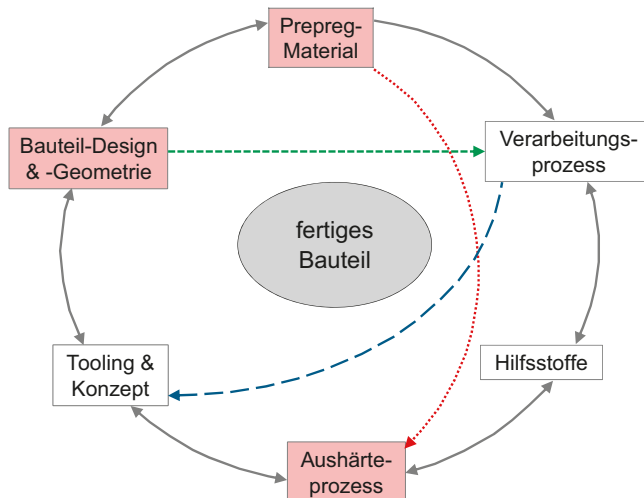 Prepreg-
Material
Bauteil-Design
& -Geometrie
Verarbeitungs-
prozess
fertiges
Bauteil
Tooling &
Konzept
Hilfsstoffe
Aushärte-
prozess